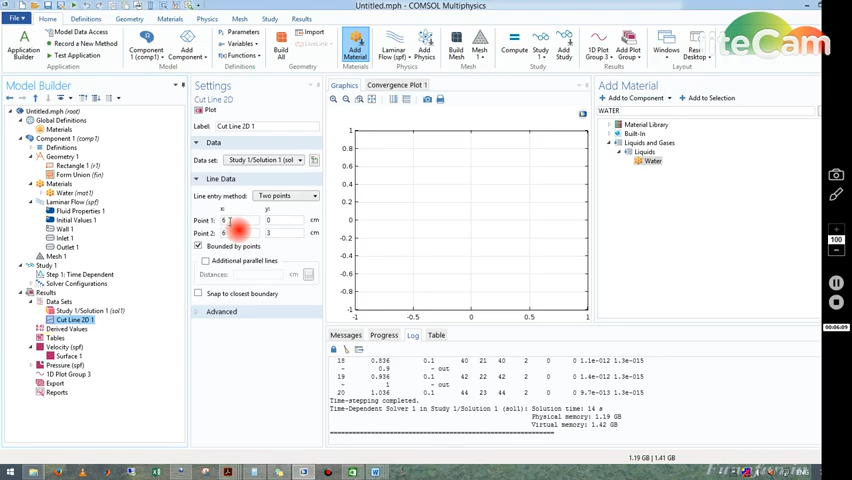 Untitled.mph - COMSOL Multiphysics
File
Home
Definitions
Geometry
Materials
Physics
Mesh
Study
Results
Application Builder
Model Data Access
Record a New Method
Test Application
Application
Component 1 (comp1)
Model
Parameters
Variables
Functions
Definitions
Build All
Import
LiveLink
Geometry
Add Material
Materials
Laminar Flow (spf)
Add Physics
Physics
Build Mesh
Mesh 1
Mesh
Compute
Study 1
Add Study
Study
1D Plot Group 3
Add Plot Group
Results
Windows
Reset Desktop
Layout
liteCam
Model Builder
Untitled.mph (root)
Global Definitions
Materials
Component 1 (comp1)
Definitions
Geometry 1
Rectangle 1 (r1)
Form Union (fin)
Materials
Water (mat1)
Laminar Flow (spf)
Fluid Properties 1
Initial Values 1
Wall 1
Inlet 1
Outlet 1
Mesh 1
Study 1
Step 1: Time Dependent
Solver Configurations
Results
Data Sets
Study 1/Solution 1 (sol1)
Cut Line 2D 1
Derived Values
Tables
Velocity (spf)
Surface 1
Pressure (spf)
1D Plot Group 3
Export
Reports
Settings
Cut Line 2D
Plot
Label: Cut Line 2D 1
Data
Data set: Study 1/Solution 1 (sol
Line Data
Line entry method: Two points
x: y:
Point 1: 6 0 cm
Point 2: 6 3 cm
Bounded by points
Additional parallel lines
Distances: cm
Snap to closest boundary
Advanced
Graphics
Convergence Plot 1
1
0.8
0.6
0.4
0.2
0
-0.2
-0.4
-0.6
-0.8
-1
-1 -0.5 0 0.5 1
Messages Progress Log Table
18 0.836 0.1 40 21 40 2 0 0 1.1e-012 1.3e-015
- 0.9 - out
19 0.936 0.1 42 22 42 2 0 0 1.4e-012 1.3e-015
- 1 - out
20 1.036 0.1 44 23 44 2 0 0 9.7e-013 1.3e-015
Time-stepping completed.
Time-Dependent Solver 1 in Study 1/Solution 1 (sol1): Solution time: 14 s
Physical memory: 1.19 GB
Virtual memory: 1.42 GB
1.19 GB | 1.41 GB
Add Material
Add to Component
Add to Selection
WATER
Material Library
Built-In
Liquids and Gases
Liquids
Water
100
00:06:09